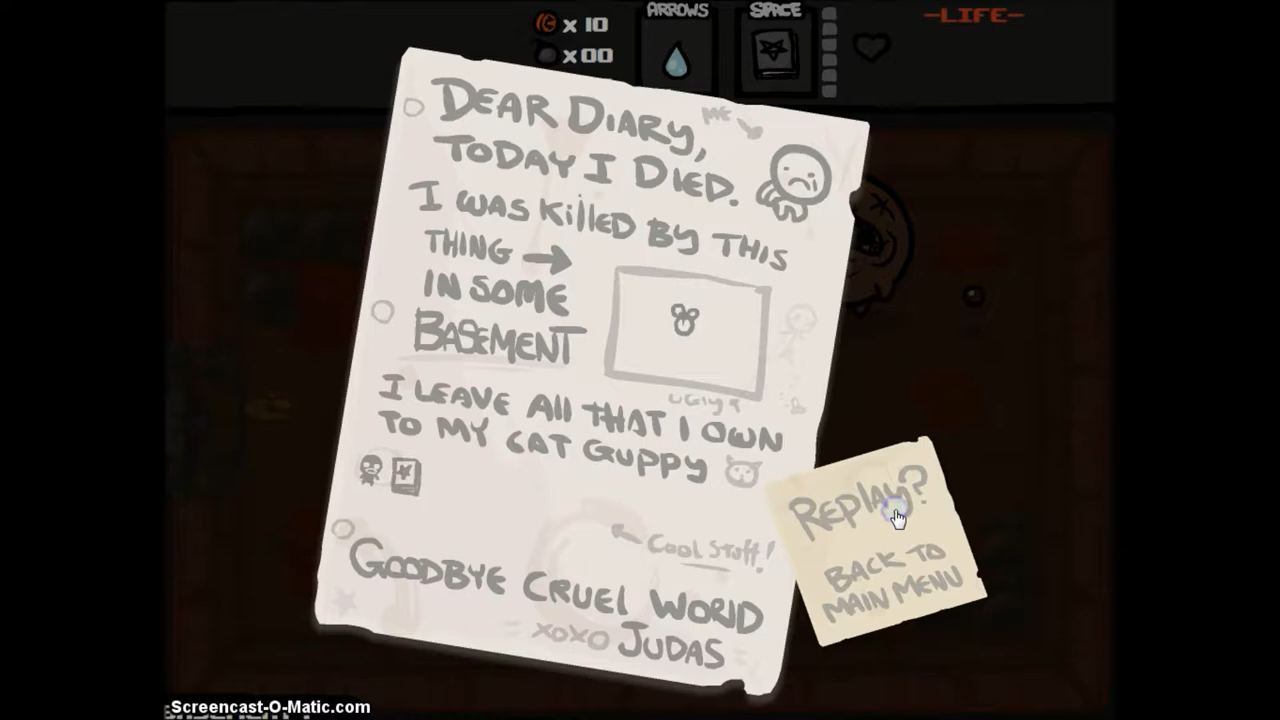 ARROWS
SPACE
-LIFE-
x 10
x00
DEAR DIARY,
ME
TODAY I DIED.
I WAS KillED BY THIS
THING
IN SOME
BASEMENT
UGLY
I LEAVE All THAT I OWN
TO MY CAT GUPPY
REPlAY?
COOL STUFF!
BACK TO
MAIN MENU
GOODBYE CRUEl WORlD
XOXO JUDAS
Screencast-O-Matic.com